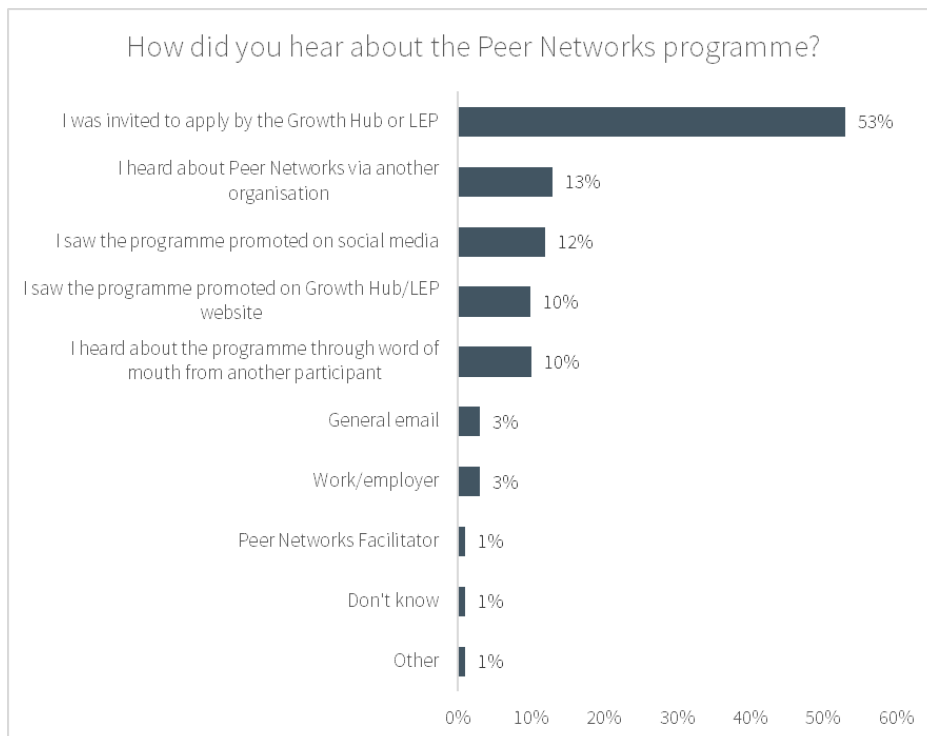 How did you hear about the Peer Networks programme?
I was invited to apply by the Growth Hub or LEP
53%
I heard about Peer Networks via another
organisation
13%
I saw the programme promoted on social media
12%
I saw the programme promoted on Growth Hub/LEP
website
10%
I heard about the programme through word of
mouth from another participant
10%
General email
3%
Work/employer
3%
Peer Networks Facilitator
1%
Don't know
1%
Other
1%
0% 10% 20% 30% 40% 50% 60%